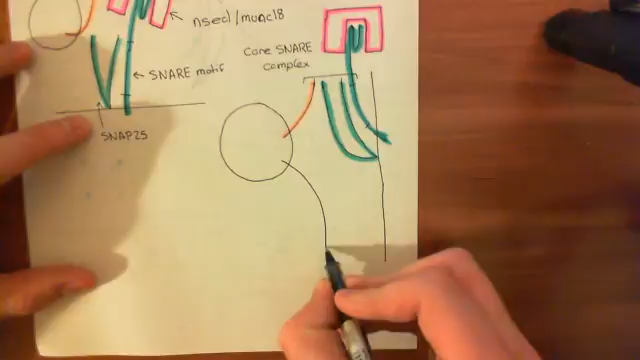 nsec1/munc18
SNARE motif
SNAP25
Core SNARE
complex